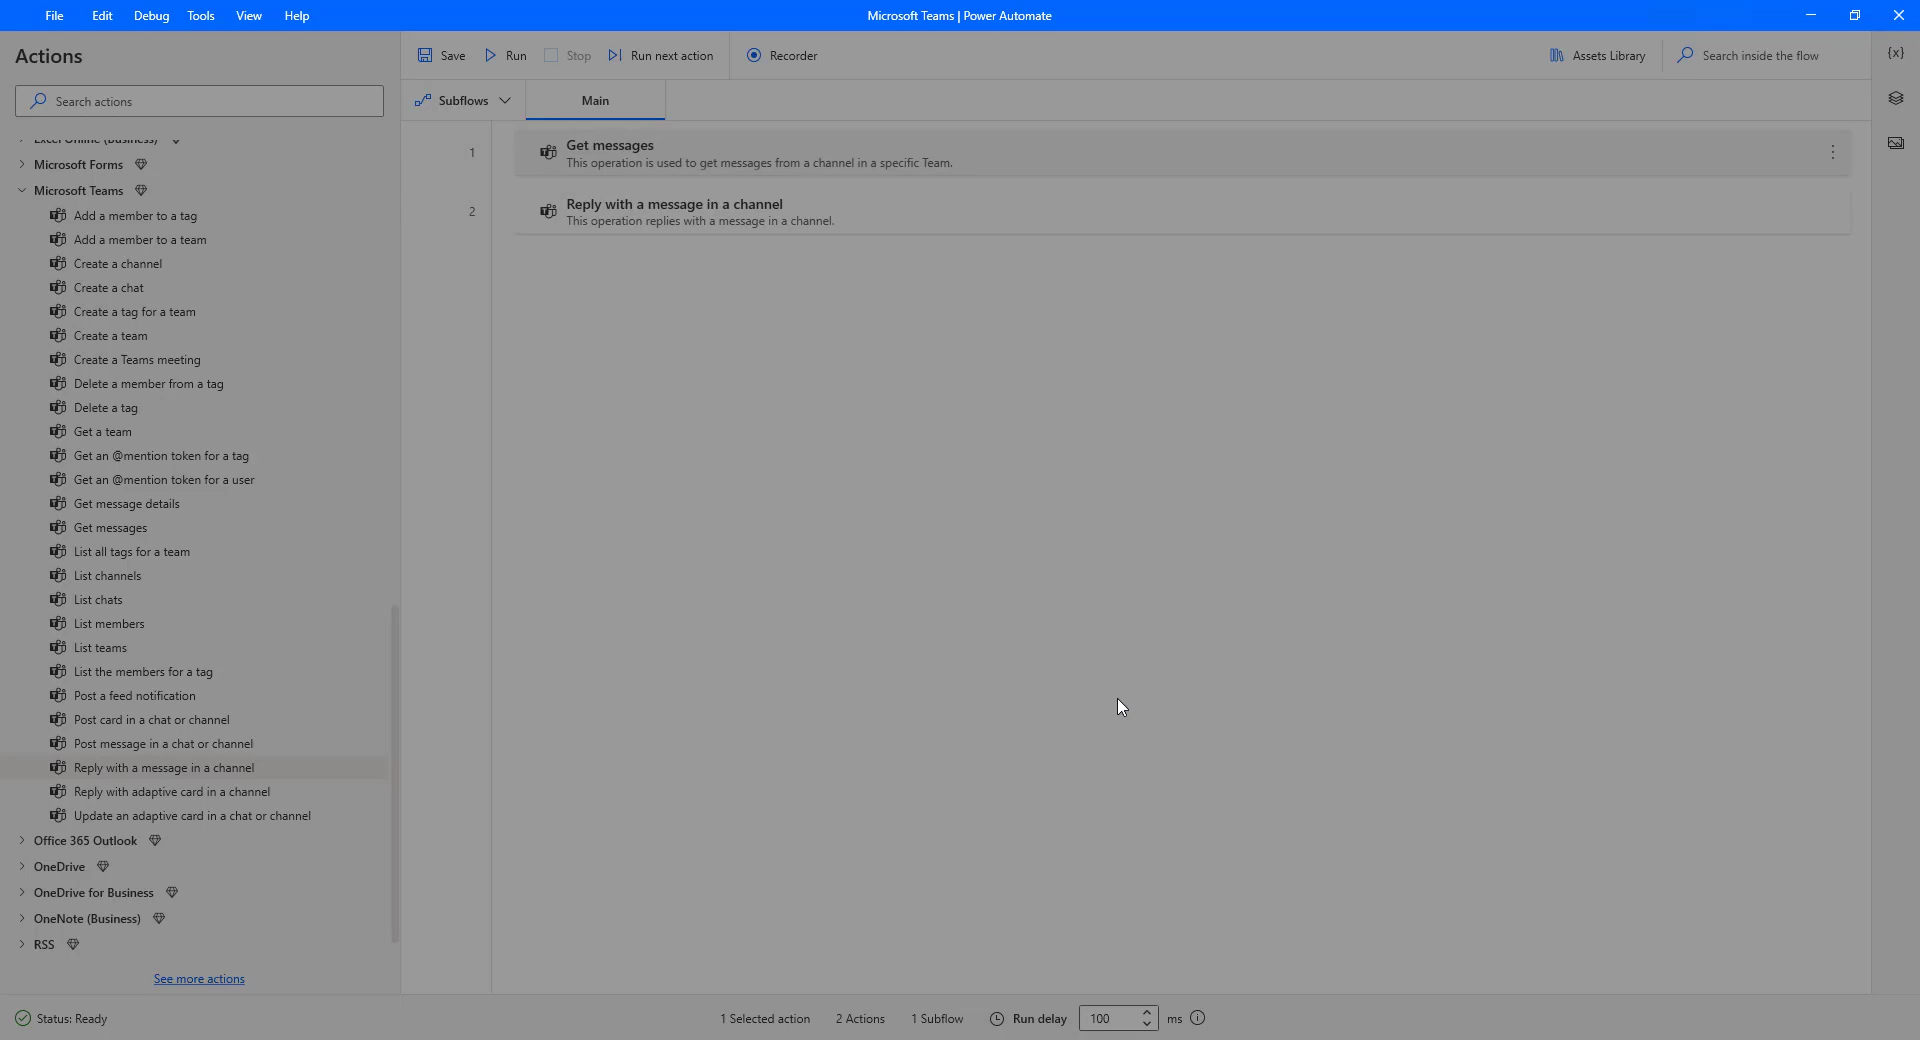 File Edit Debug Tools View Help
Microsoft Teams | Power Automate
Actions
Search actions
Save Run Stop Run next action Recorder
Assets Library Search inside the flow
{x}
Subflows Main
Excel Online (Business)
Microsoft Forms
Microsoft Teams
Add a member to a tag
Add a member to a team
Create a channel
Create a chat
Create a tag for a team
Create a team
Create a Teams meeting
Delete a member from a tag
Delete a tag
Get a team
Get an @mention token for a tag
Get an @mention token for a user
Get message details
Get messages
List all tags for a team
List channels
List chats
List members
List teams
List the members for a tag
Post a feed notification
Post card in a chat or channel
Post message in a chat or channel
Reply with a message in a channel
Reply with adaptive card in a channel
Update an adaptive card in a chat or channel
Office 365 Outlook
OneDrive
OneDrive for Business
OneNote (Business)
RSS
See more actions
1
Get messages
This operation is used to get messages from a channel in a specific Team.
2
Reply with a message in a channel
This operation replies with a message in a channel.
Status: Ready
1 Selected action 2 Actions 1 Subflow Run delay 100 ms